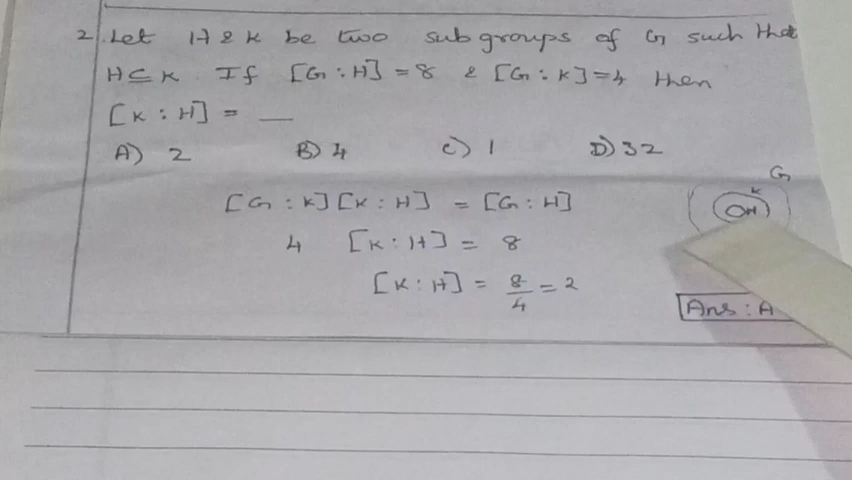 2. Let H & K be two subgroups of G such that
H ⊆ K. If [G : H] = 8 & [G : K] = 4 then
[K : H] = __
A) 2 B) 4 C) 1 D) 32
[G : K] [K : H] = [G : H]
4 [K : H] = 8
[K : H] = 8/4 = 2
G
K
H
Ans : A